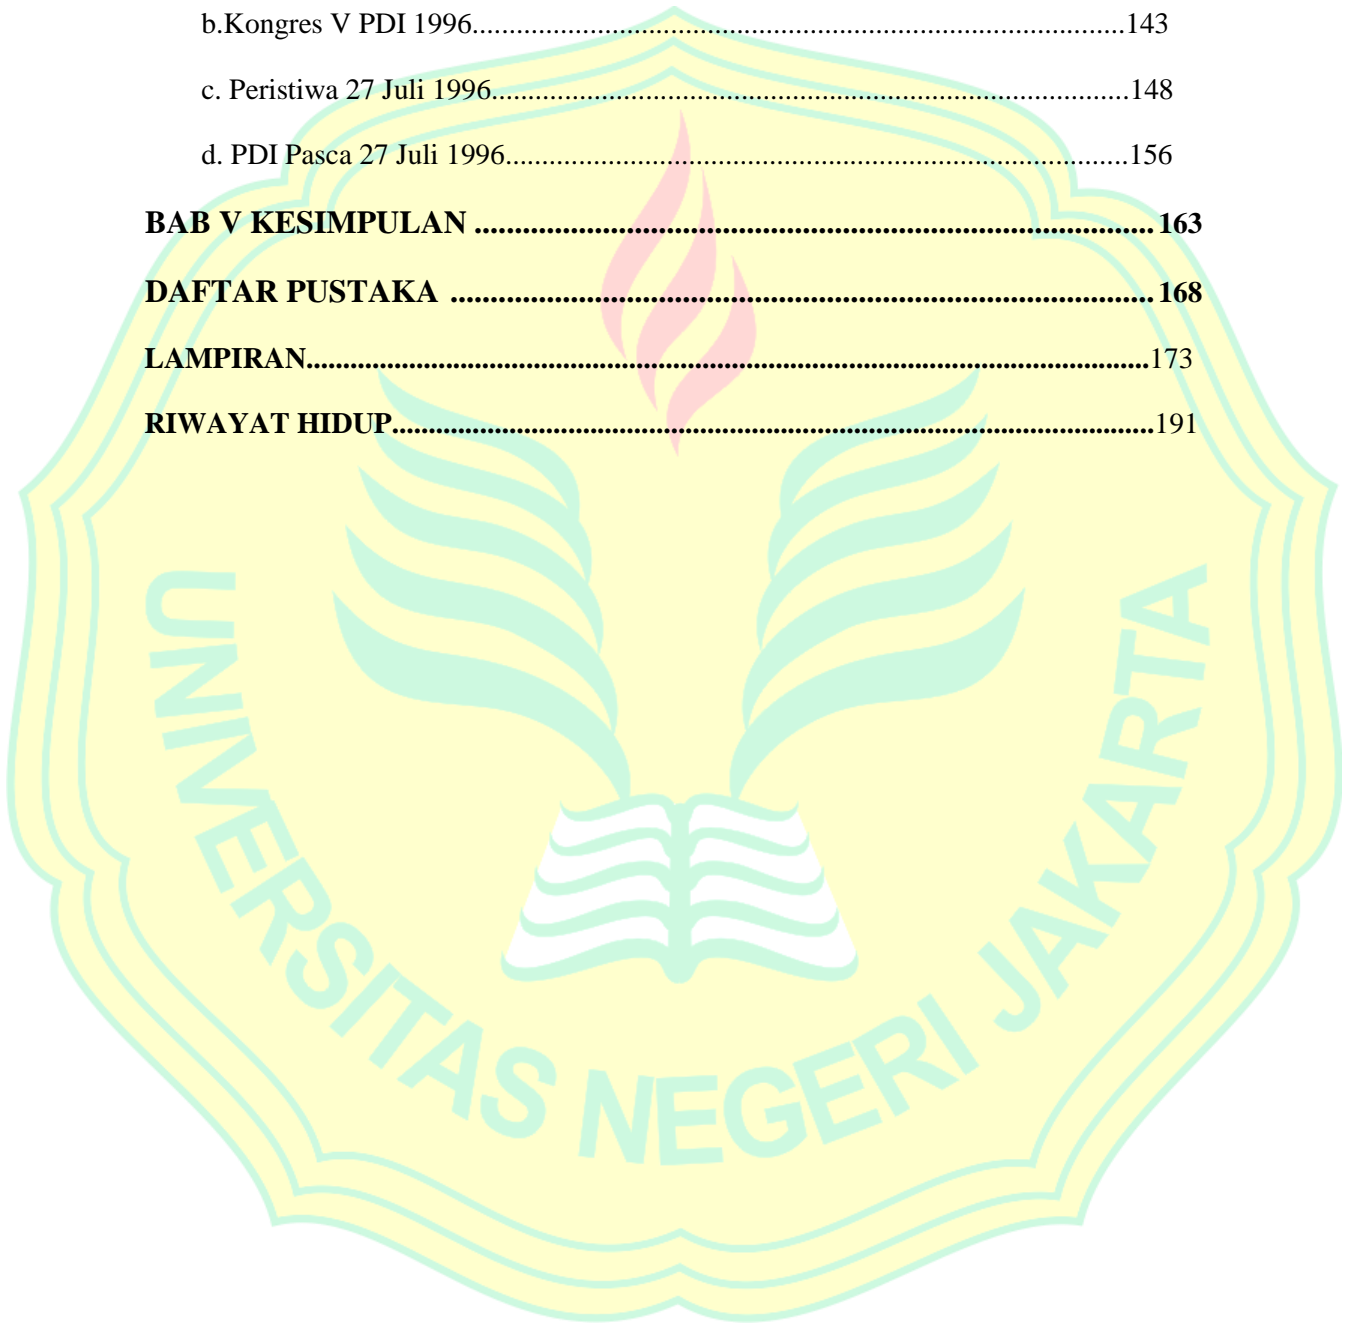 b.Kongres V PDI 1996........................................................................................143
c. Peristiwa 27 Juli 1996......................................................................................148
d. PDI Pasca 27 Juli 1996....................................................................................156
BAB V KESIMPULAN ........................................................................................... 163
DAFTAR PUSTAKA .............................................................................................. 168
LAMPIRAN..................................................................................................................173
RIWAYAT HIDUP........................................................................................................191
UNIVERSITAS NEGERI JAKARTA